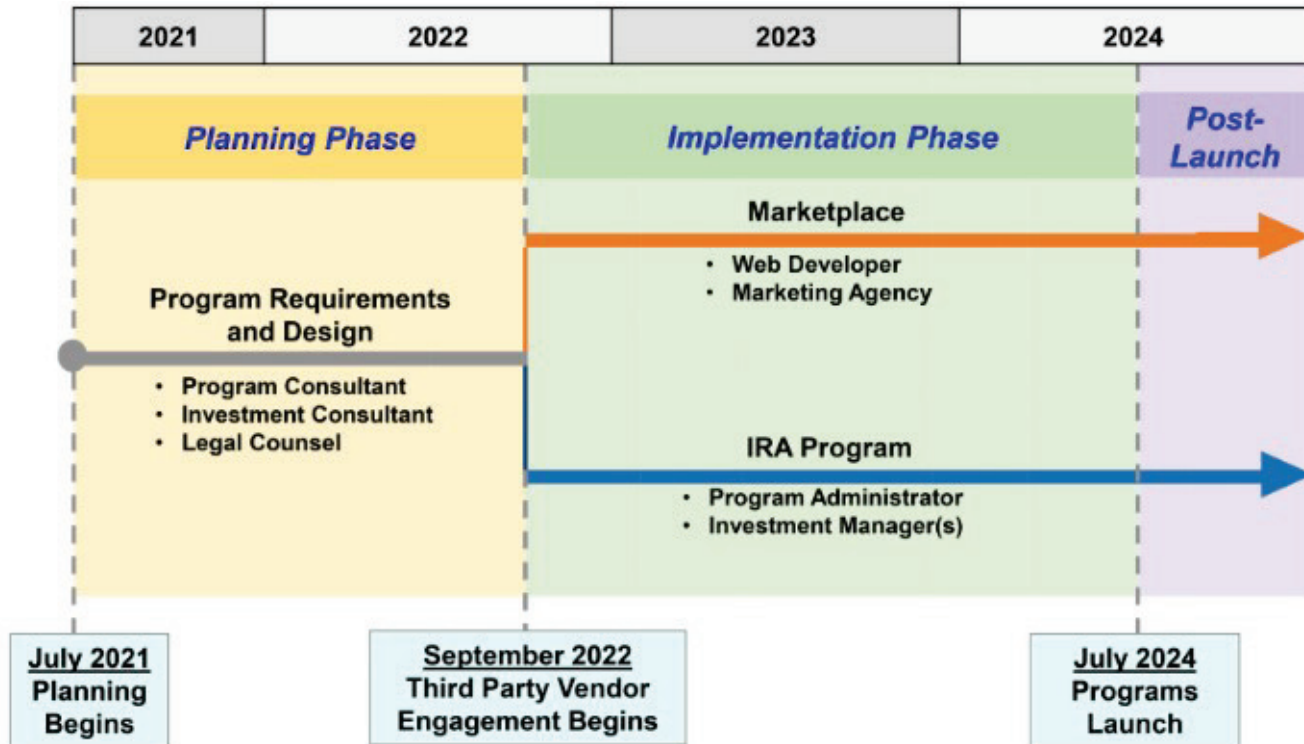 2021 2022 2023 2024
Planning Phase
Implementation Phase
Post-
Launch
Program Requirements
and Design
• Program Consultant
• Investment Consultant
• Legal Counsel
Marketplace
• Web Developer
• Marketing Agency
IRA Program
• Program Administrator
• Investment Manager(s)
July 2021
Planning
Begins
September 2022
Third Party Vendor
Engagement Begins
July 2024
Programs
Launch